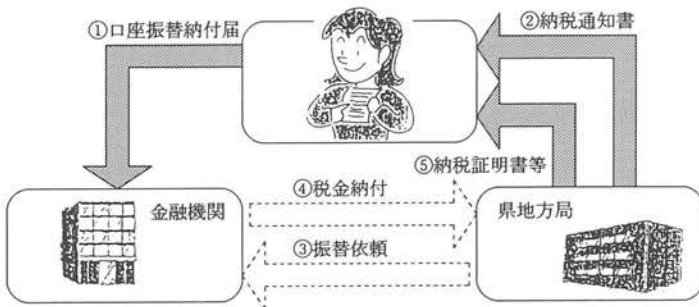 ①口座振替納付届
②納税通知書
⑤納税証明書等
金融機関
④税金納付
県地方局
③振替依頼